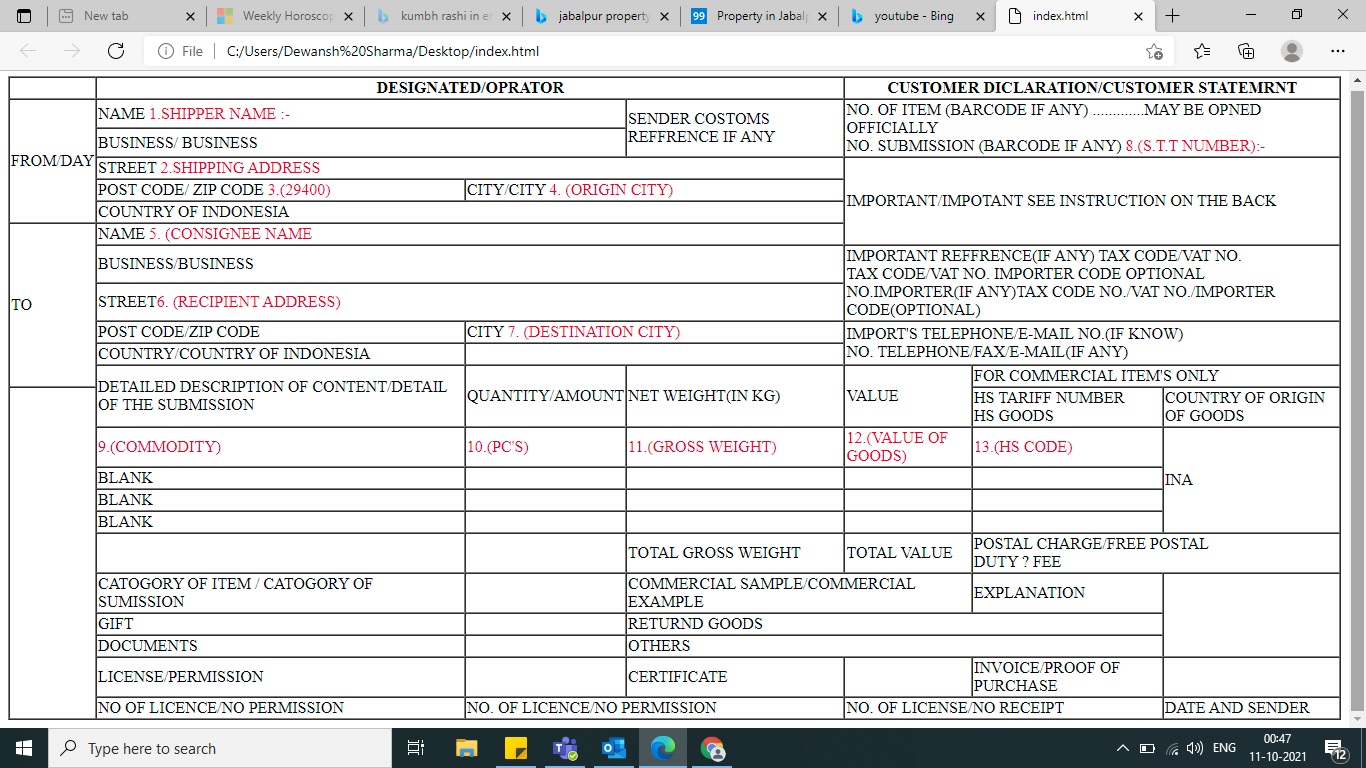 New tab
Weekly Horoscop
kumbh rashi in e
jabalpur property
99 Property in Jabalp
youtube - Bing
index.html
File C:/Users/Dewansh%20Sharma/Desktop/index.html
DESIGNATED/OPRATOR
CUSTOMER DICLARATION/CUSTOMER STATEMRNT
FROM/DAY
NAME 1.SHIPPER NAME :-
SENDER COSTOMS
REFFRENCE IF ANY
NO. OF ITEM (BARCODE IF ANY) .............MAY BE OPNED
OFFICIALLY
NO. SUBMISSION (BARCODE IF ANY) 8.(S.T.T NUMBER):-
BUSINESS/ BUSINESS
STREET 2.SHIPPING ADDRESS
IMPORTANT/IMPOTANT SEE INSTRUCTION ON THE BACK
POST CODE/ ZIP CODE 3.(29400)
CITY/CITY 4. (ORIGIN CITY)
COUNTRY OF INDONESIA
TO
NAME 5. (CONSIGNEE NAME
BUSINESS/BUSINESS
IMPORTANT REFFRENCE(IF ANY) TAX CODE/VAT NO.
TAX CODE/VAT NO. IMPORTER CODE OPTIONAL
NO.IMPORTER(IF ANY)TAX CODE NO./VAT NO./IMPORTER
CODE(OPTIONAL)
STREET6. (RECIPIENT ADDRESS)
POST CODE/ZIP CODE
CITY 7. (DESTINATION CITY)
IMPORT'S TELEPHONE/E-MAIL NO.(IF KNOW)
NO. TELEPHONE/FAX/E-MAIL(IF ANY)
COUNTRY/COUNTRY OF INDONESIA
DETAILED DESCRIPTION OF CONTENT/DETAIL
OF THE SUBMISSION
QUANTITY/AMOUNT
NET WEIGHT(IN KG)
VALUE
FOR COMMERCIAL ITEM'S ONLY
HS TARIFF NUMBER
HS GOODS
COUNTRY OF ORIGIN
OF GOODS
9.(COMMODITY)
10.(PC'S)
11.(GROSS WEIGHT)
12.(VALUE OF
GOODS)
13.(HS CODE)
INA
BLANK
BLANK
BLANK
TOTAL GROSS WEIGHT
TOTAL VALUE
POSTAL CHARGE/FREE POSTAL
DUTY ? FEE
CATOGORY OF ITEM / CATOGORY OF
SUMISSION
COMMERCIAL SAMPLE/COMMERCIAL
EXAMPLE
EXPLANATION
GIFT
RETURND GOODS
DOCUMENTS
OTHERS
LICENSE/PERMISSION
CERTIFICATE
INVOICE/PROOF OF
PURCHASE
NO OF LICENCE/NO PERMISSION
NO. OF LICENCE/NO PERMISSION
NO. OF LICENSE/NO RECEIPT
DATE AND SENDER
Type here to search
ENG
00:47
11-10-2021
12